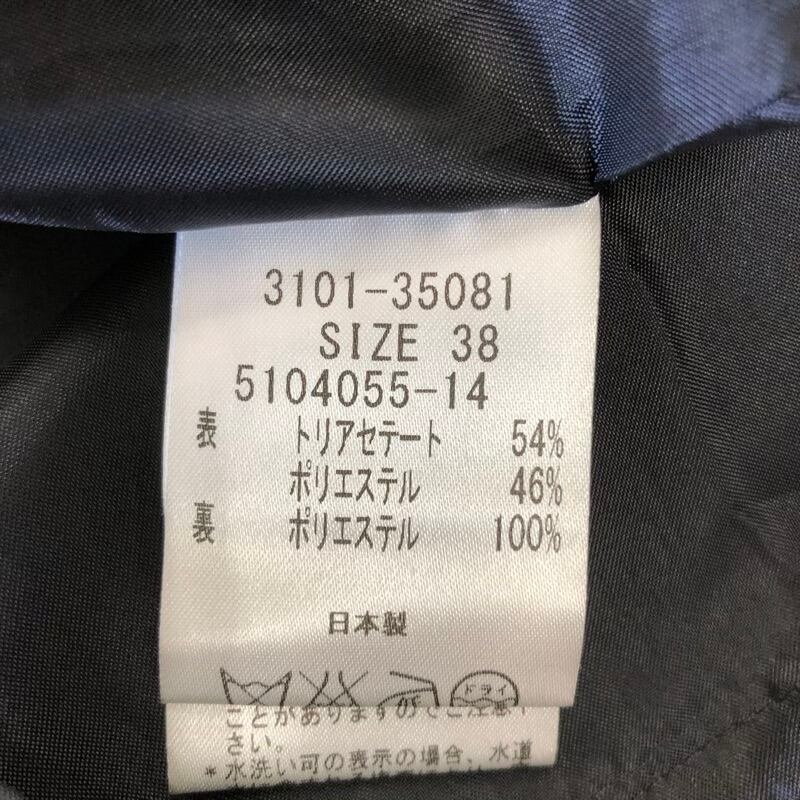 3101-35081
SIZE 38
5104055-14
表 トリアセテート 54%
ポリエステル 46%
裏 ポリエステル 100%
日本製
ドライ
ことがありますのでご注意下
さい。
*水洗い可の表示の場合、水道